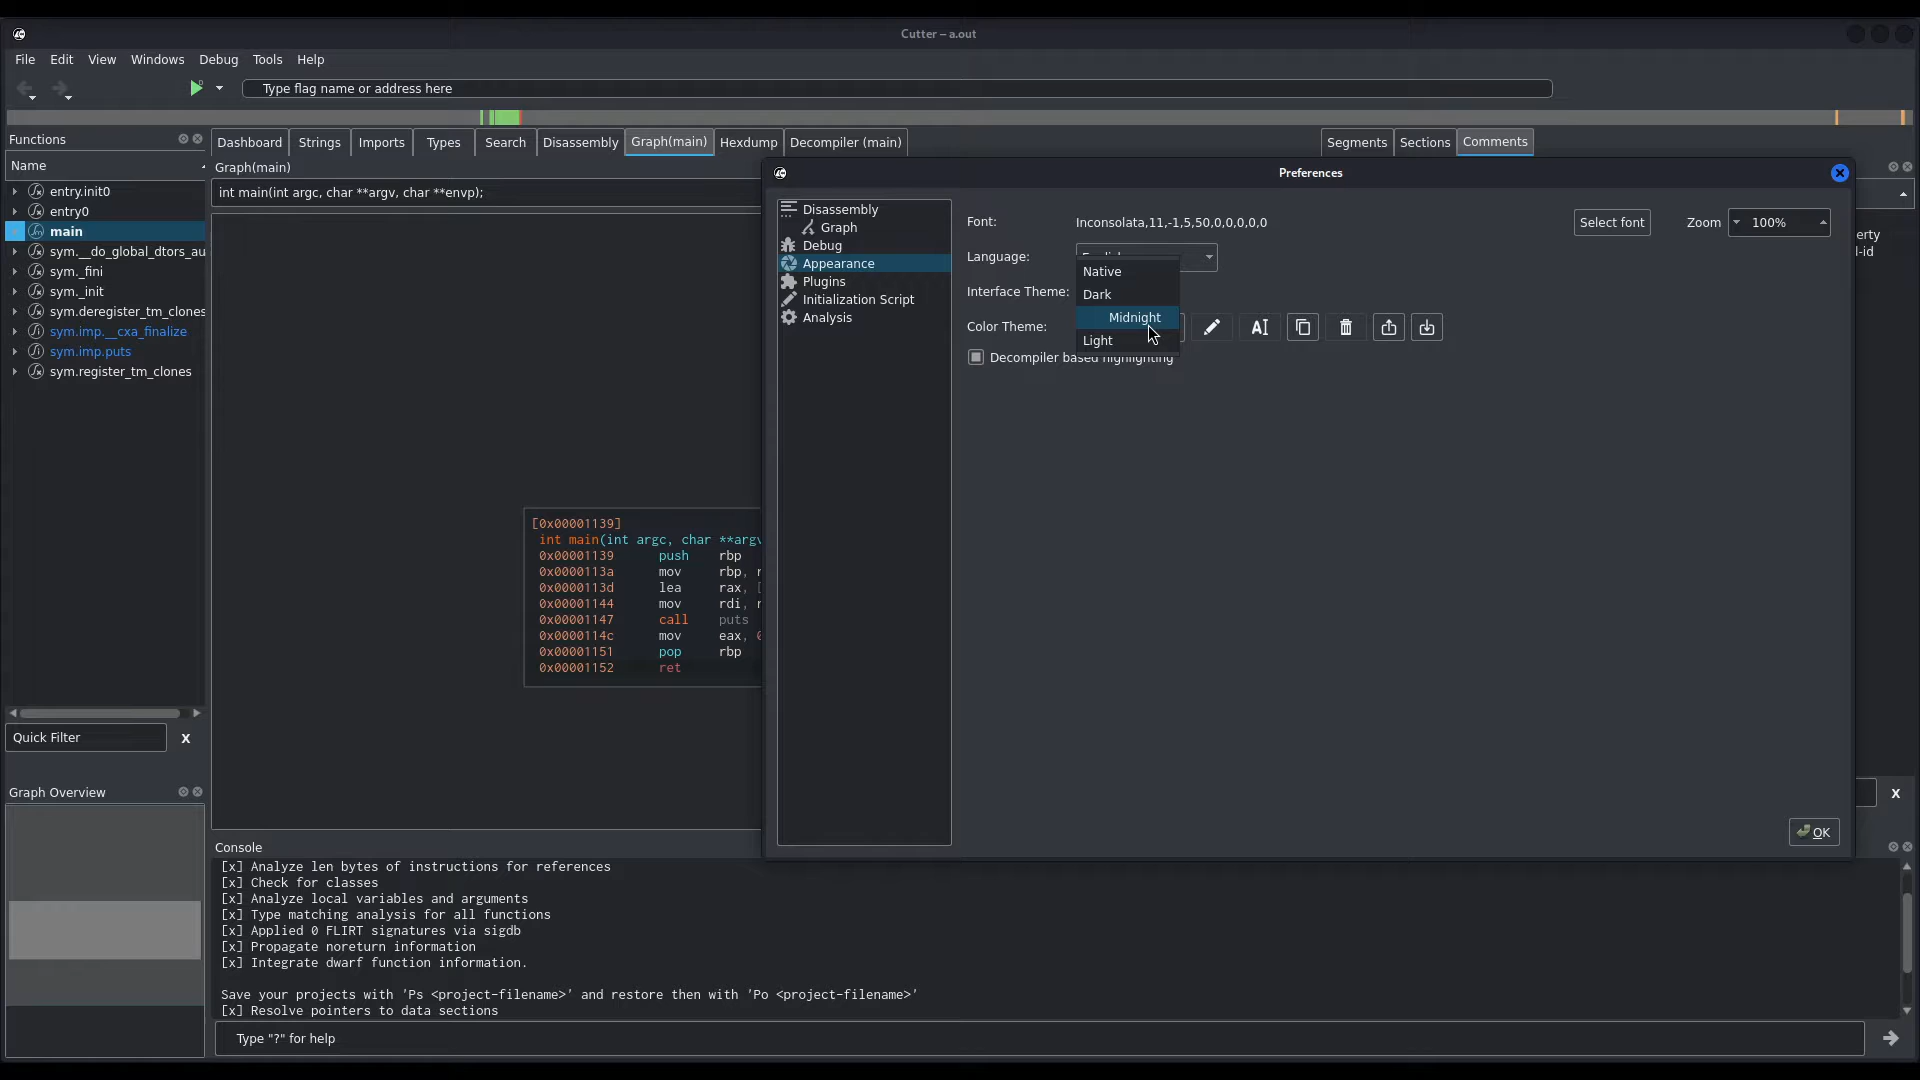 Cutter – a.out
File Edit View Windows Debug Tools Help
Type flag name or address here
Functions
Name
entry.init0
entry0
main
sym.__do_global_dtors_au
sym._fini
sym._init
sym.deregister_tm_clones
sym.imp.__cxa_finalize
sym.imp.puts
sym.register_tm_clones
Quick Filter X
Graph Overview
Dashboard Strings Imports Types Search Disassembly Graph(main) Hexdump Decompiler (main)
Segments Sections Comments
Graph(main)
int main(int argc, char **argv, char **envp);
[0x00001139]
int main(int argc, char **argv
0x00001139 push rbp
0x0000113a mov rbp, r
0x0000113d lea rax, [
0x00001144 mov rdi, r
0x00001147 call puts
0x0000114c mov eax, 0
0x00001151 pop rbp
0x00001152 ret
Preferences
Disassembly
Graph
Debug
Appearance
Plugins
Initialization Script
Analysis
Font: Inconsolata,11,-1,5,50,0,0,0,0,0 Select font Zoom 100%
Language:
Interface Theme:
Color Theme:
Native
Dark
Midnight
Light
Decompiler based highlighting
OK
erty
l-id
X
Console
[x] Analyze len bytes of instructions for references
[x] Check for classes
[x] Analyze local variables and arguments
[x] Type matching analysis for all functions
[x] Applied 0 FLIRT signatures via sigdb
[x] Propagate noreturn information
[x] Integrate dwarf function information.
Save your projects with 'Ps <project-filename>' and restore then with 'Po <project-filename>'
[x] Resolve pointers to data sections
Type "?" for help